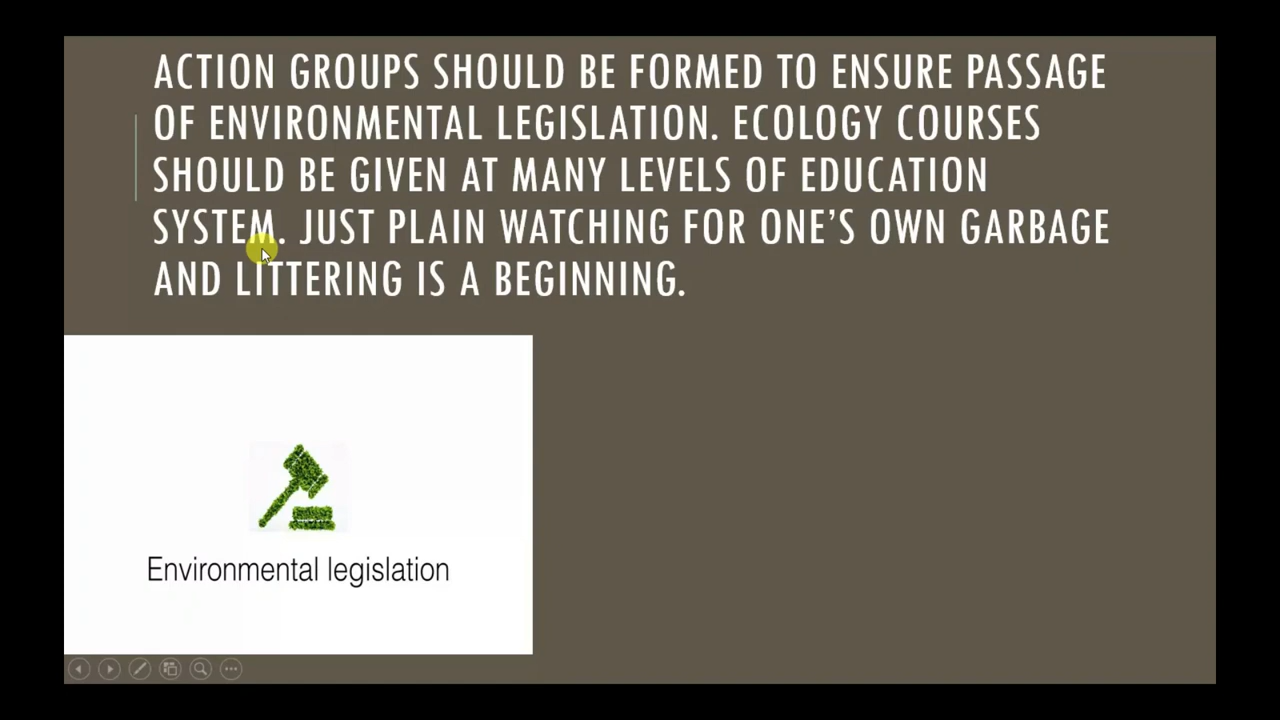 ACTION GROUPS SHOULD BE FORMED TO ENSURE PASSAGE
OF ENVIRONMENTAL LEGISLATION. ECOLOGY COURSES
SHOULD BE GIVEN AT MANY LEVELS OF EDUCATION
SYSTEM. JUST PLAIN WATCHING FOR ONE'S OWN GARBAGE
AND LITTERING IS A BEGINNING.
Environmental legislation